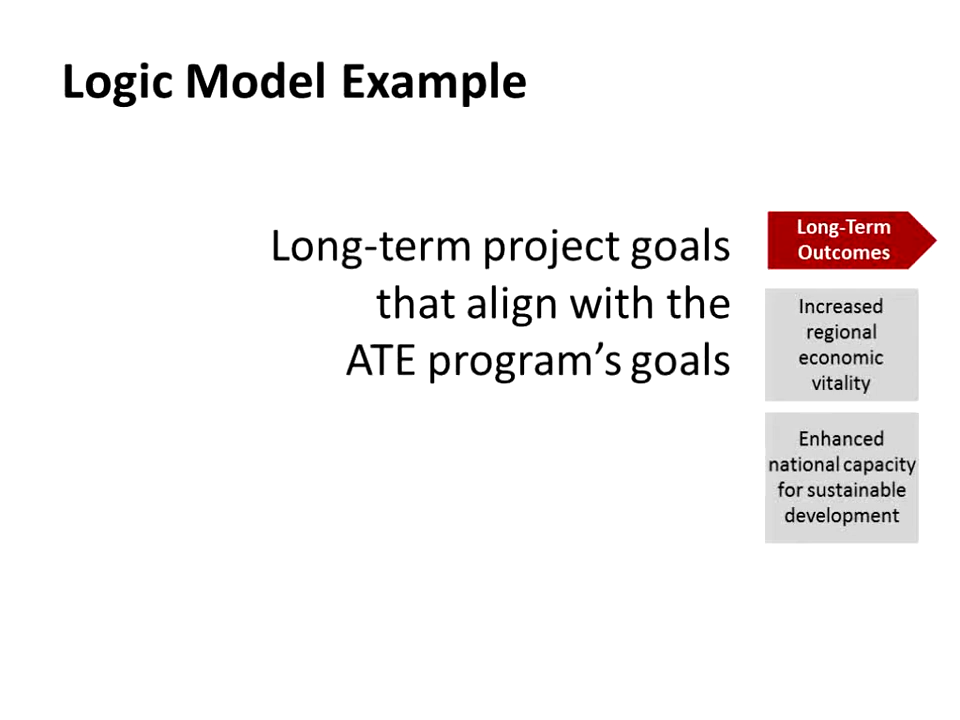 Logic Model Example
Long-term project goals
that align with the
ATE program’s goals
Long-Term
Outcomes
Increased
regional
economic
vitality
Enhanced
national capacity
for sustainable
development